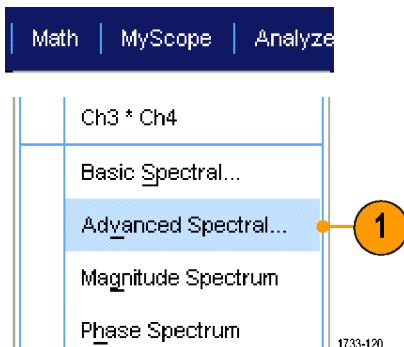 Math MyScope Analyze
Ch3 * Ch4
Basic Spectral...
Advanced Spectral...
1
Magnitude Spectrum
Phase Spectrum
1733-120